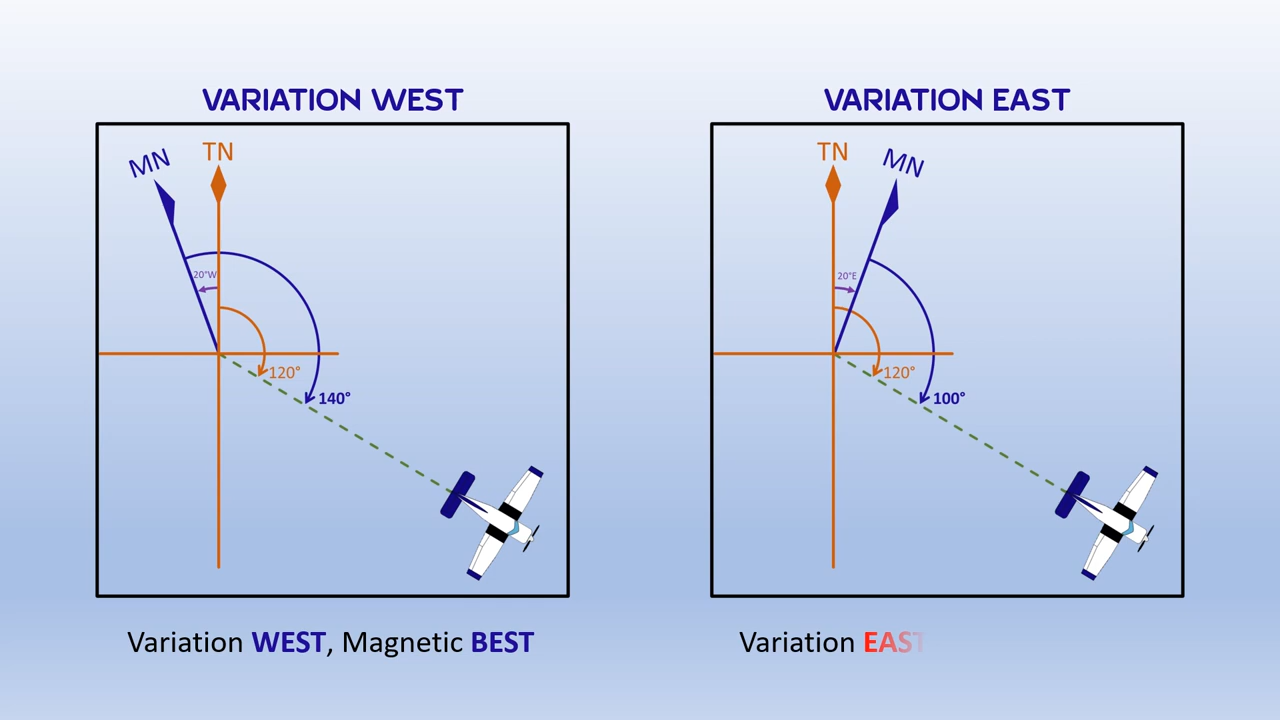 VARIATION WEST
MN
TN
20°W
120°
140°
Variation WEST, Magnetic BEST
VARIATION EAST
TN
MN
20°E
120°
100°
Variation EAST